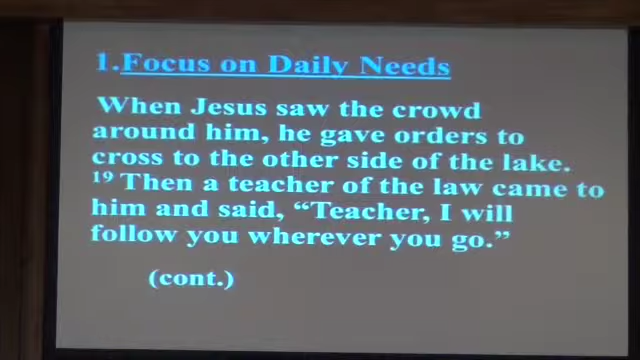 1.Focus on Daily Needs
When Jesus saw the crowd
around him, he gave orders to
cross to the other side of the lake.
19 Then a teacher of the law came to
him and said, “Teacher, I will
follow you wherever you go.”
(cont.)